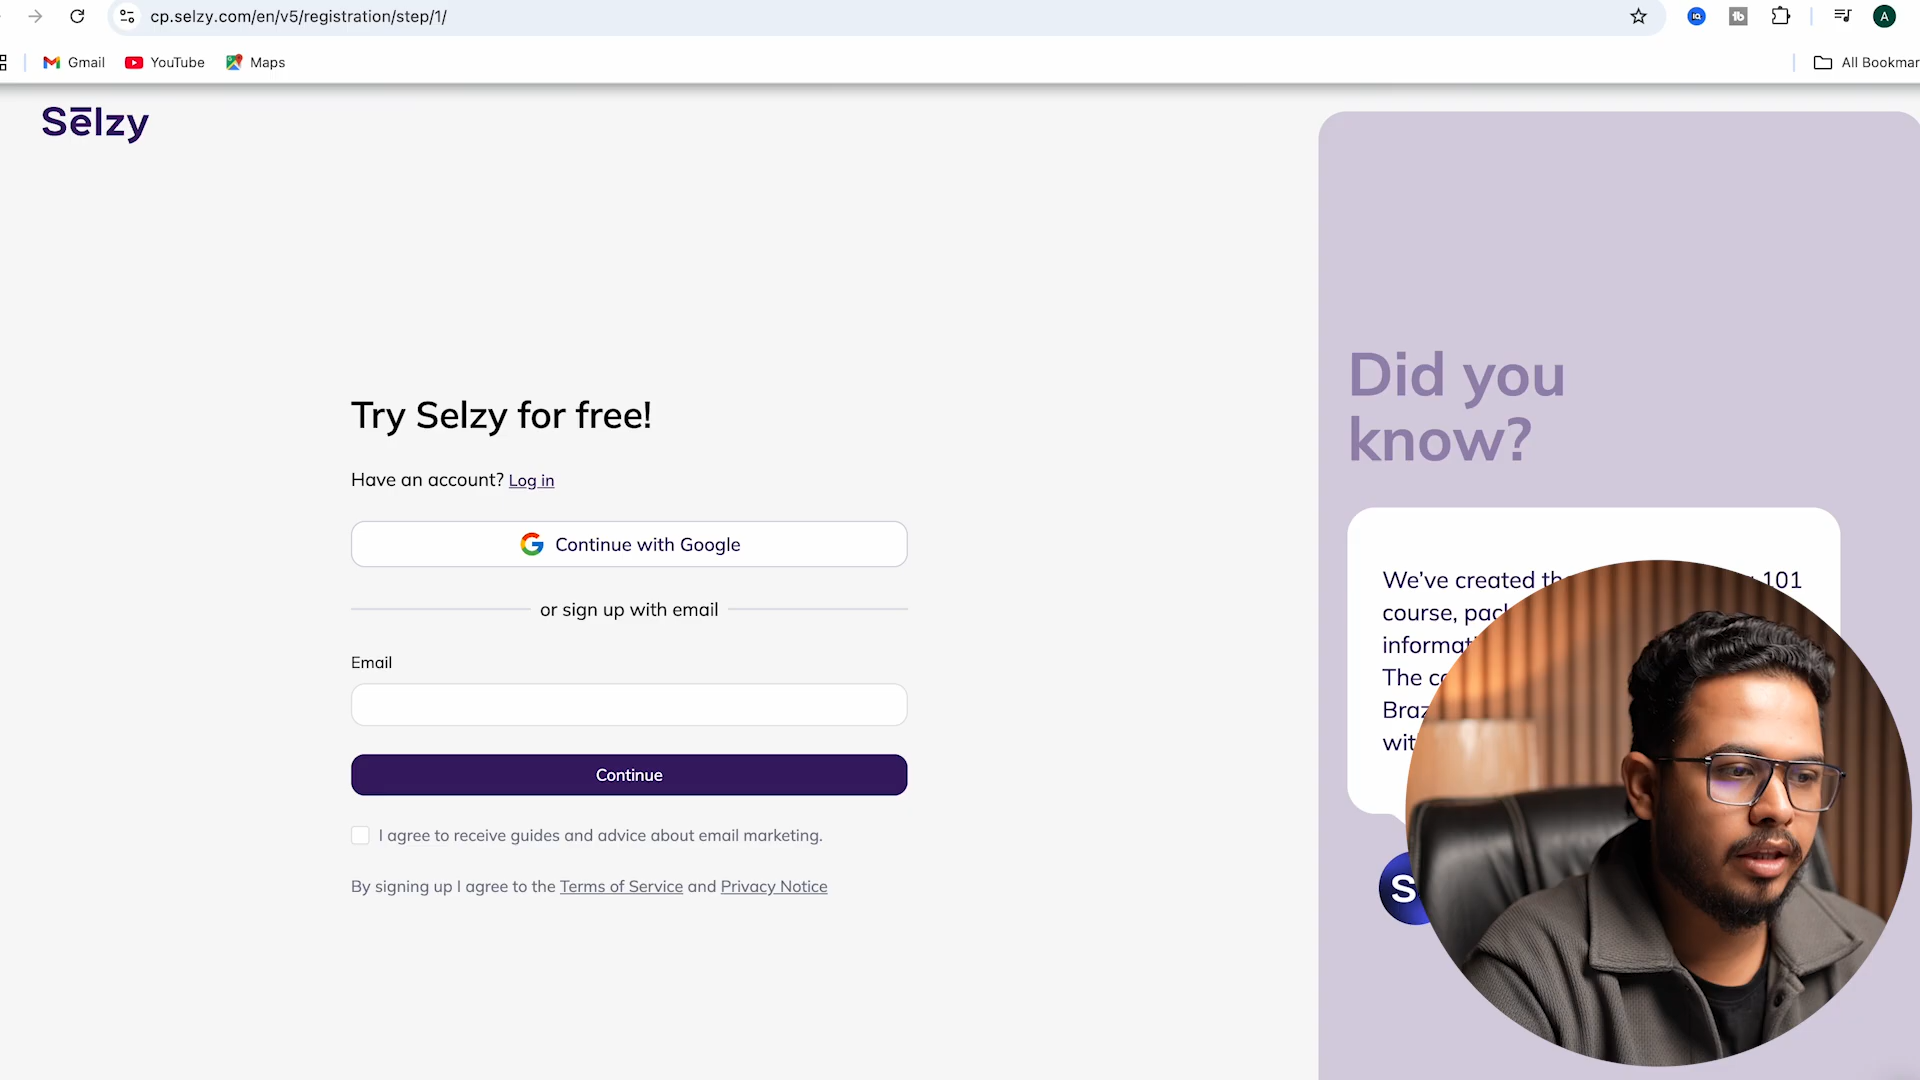 cp.selzy.com/en/v5/registration/step/1/
Gmail
YouTube
Maps
All Bookmar
Sēlzy
Try Selzy for free!
Have an account? Log in
Continue with Google
or sign up with email
Email
Continue
I agree to receive guides and advice about email marketing.
By signing up I agree to the Terms of Service and Privacy Notice
Did you
know?
We've created 101
course,
The
S
A